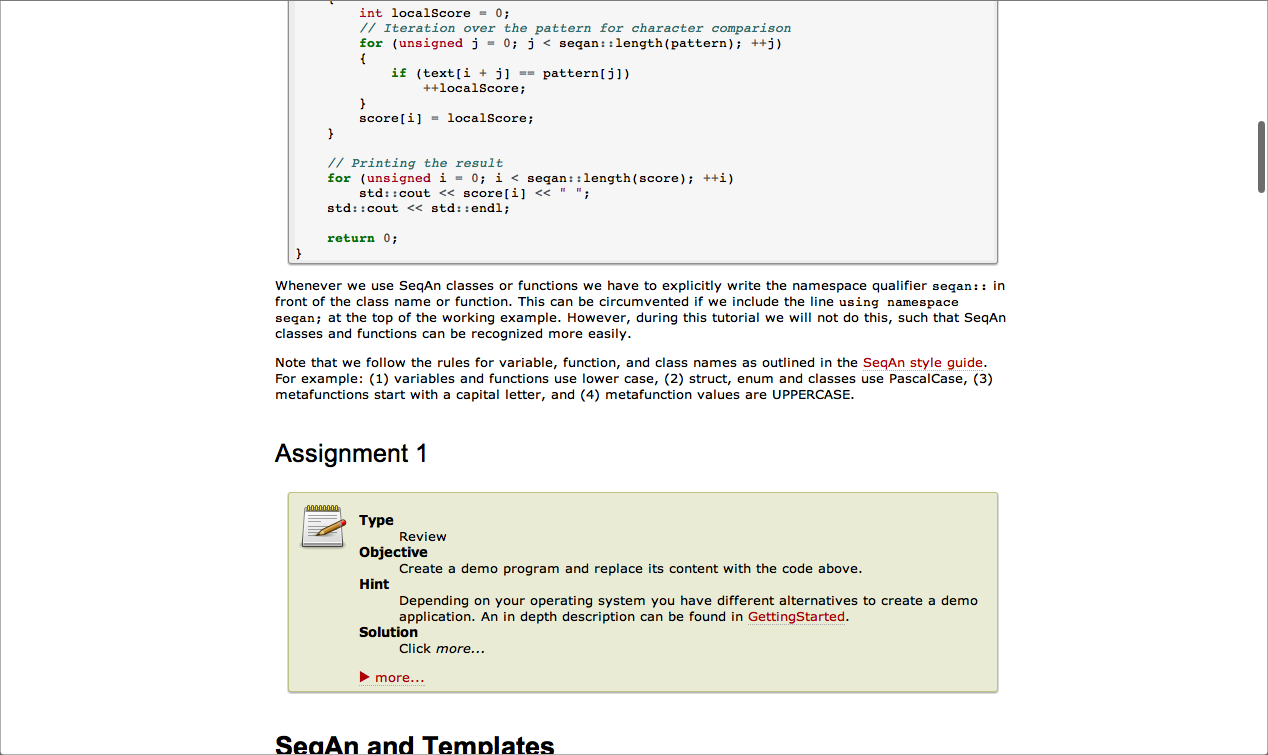 int localScore = 0;
// Iteration over the pattern for character comparison
for (unsigned j = 0; j < seqan::length(pattern); ++j)
{
if (text[i + j] == pattern[j])
++localScore;
}
score[i] = localScore;
}
// Printing the result
for (unsigned i = 0; i < seqan::length(score); ++i)
std::cout << score[i] << " ";
std::cout << std::endl;
return 0;
}
Whenever we use SeqAn classes or functions we have to explicitly write the namespace qualifier seqan:: in
front of the class name or function. This can be circumvented if we include the line using namespace
seqan; at the top of the working example. However, during this tutorial we will not do this, such that SeqAn
classes and functions can be recognized more easily.
Note that we follow the rules for variable, function, and class names as outlined in the SeqAn style guide.
For example: (1) variables and functions use lower case, (2) struct, enum and classes use PascalCase, (3)
metafunctions start with a capital letter, and (4) metafunction values are UPPERCASE.
Assignment 1
Type
Review
Objective
Create a demo program and replace its content with the code above.
Hint
Depending on your operating system you have different alternatives to create a demo
application. An in depth description can be found in GettingStarted.
Solution
Click more...
more...
SeqAn and Templates